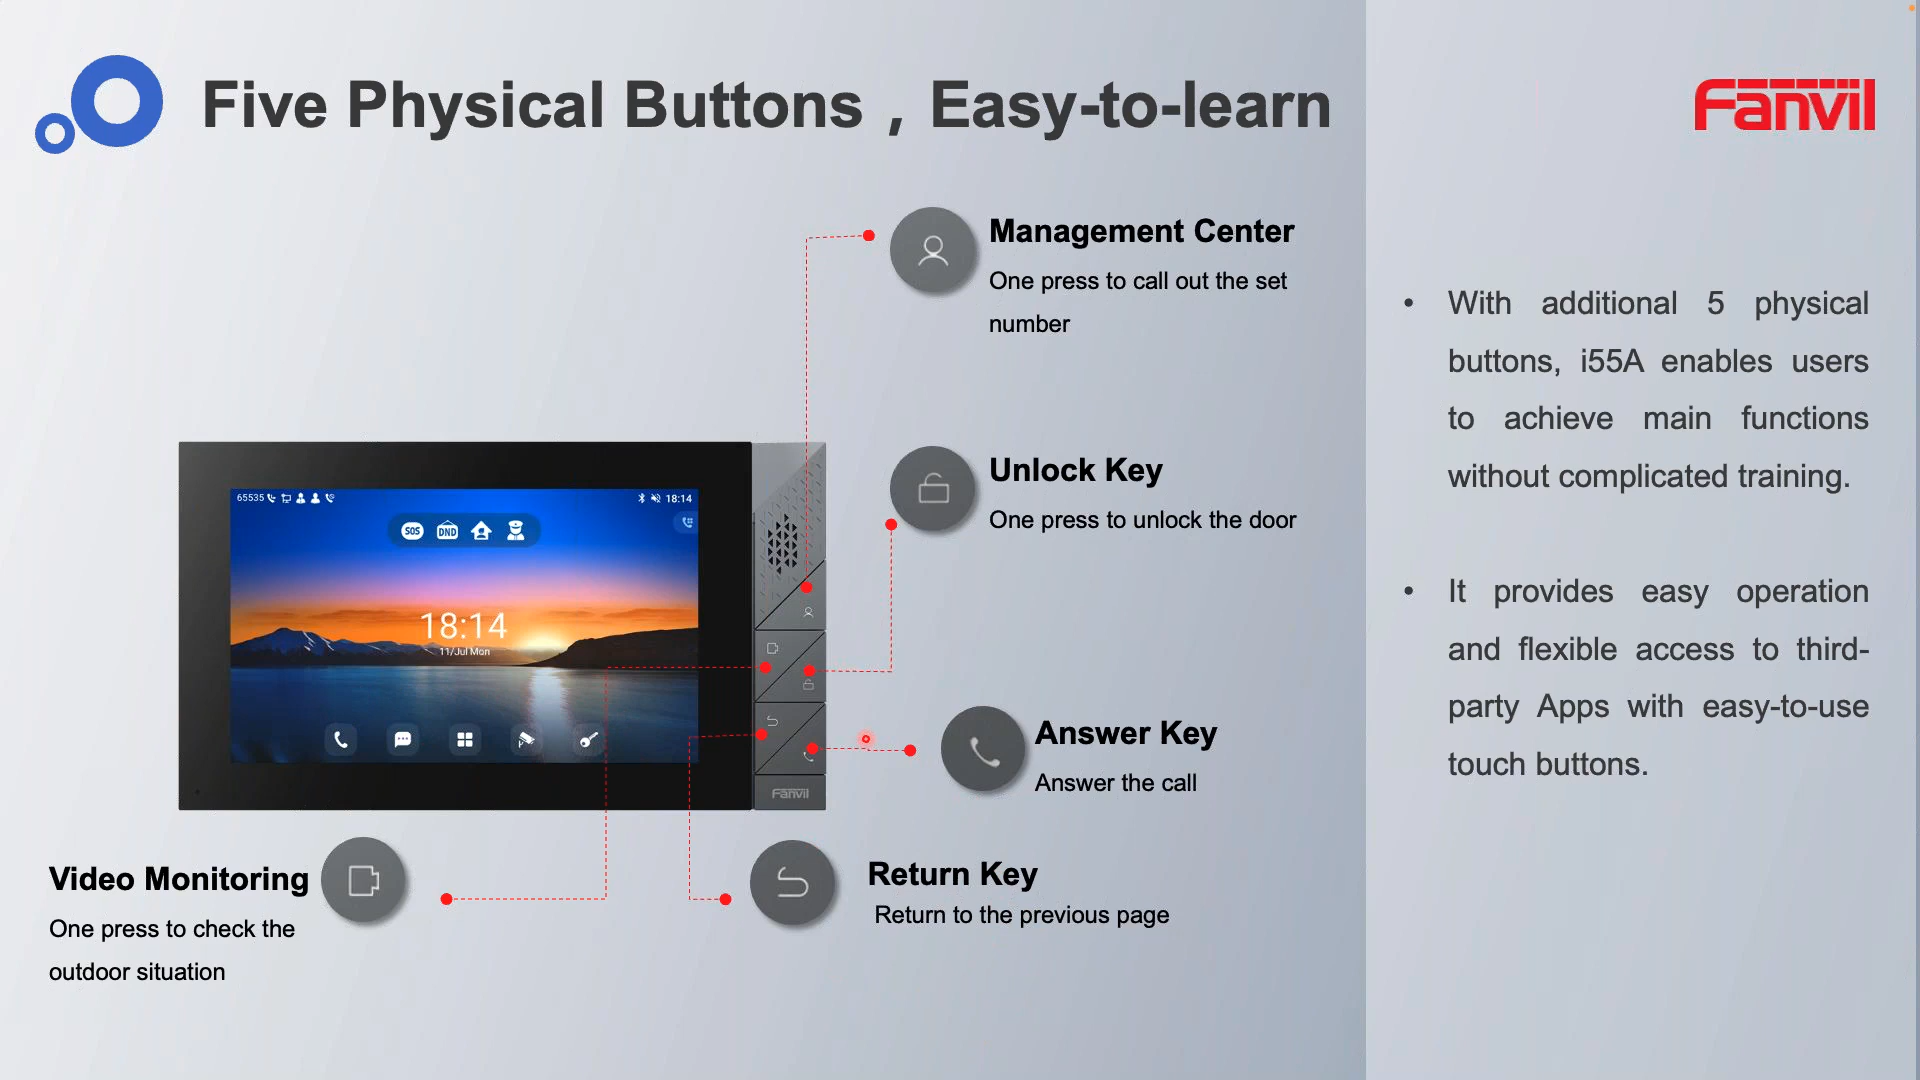 Five Physical Buttons , Easy-to-learn
Fanvil
Management Center
One press to call out the set
number
Unlock Key
One press to unlock the door
65535
18:14
SOS
DND
18:14
11/Jul Mon
Fanvil
Answer Key
Answer the call
Video Monitoring
One press to check the
outdoor situation
Return Key
Return to the previous page
• With additional 5 physical
buttons, i55A enables users
to achieve main functions
without complicated training.
• It provides easy operation
and flexible access to third-
party Apps with easy-to-use
touch buttons.